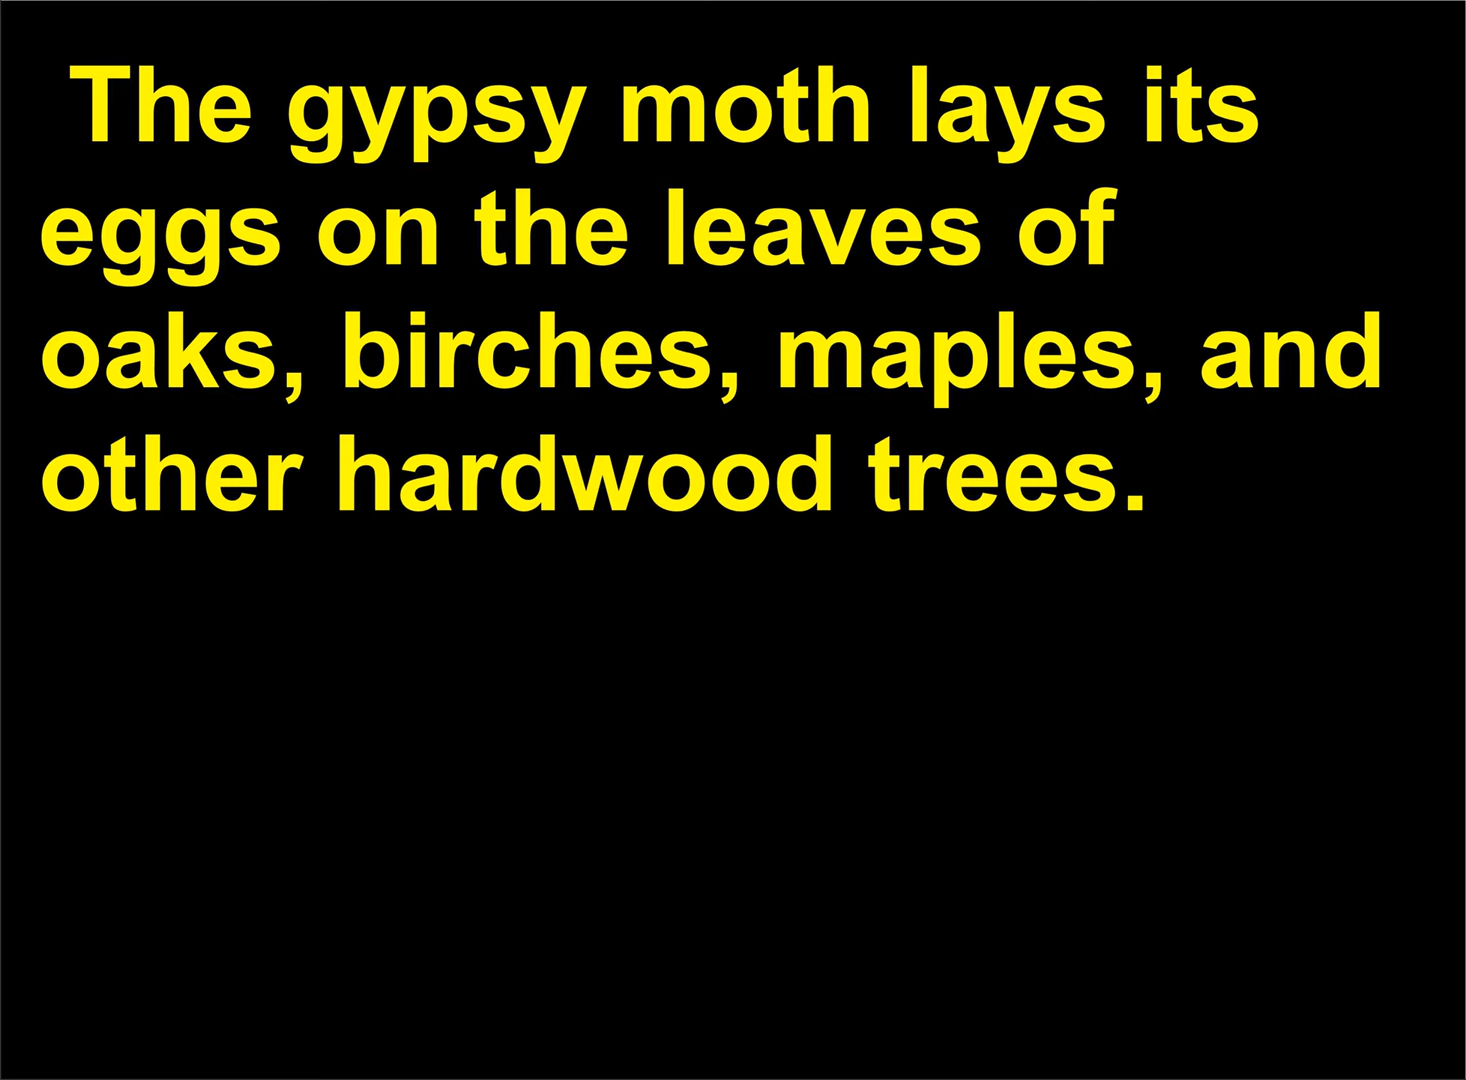 The gypsy moth lays its
eggs on the leaves of
oaks, birches, maples, and
other hardwood trees.